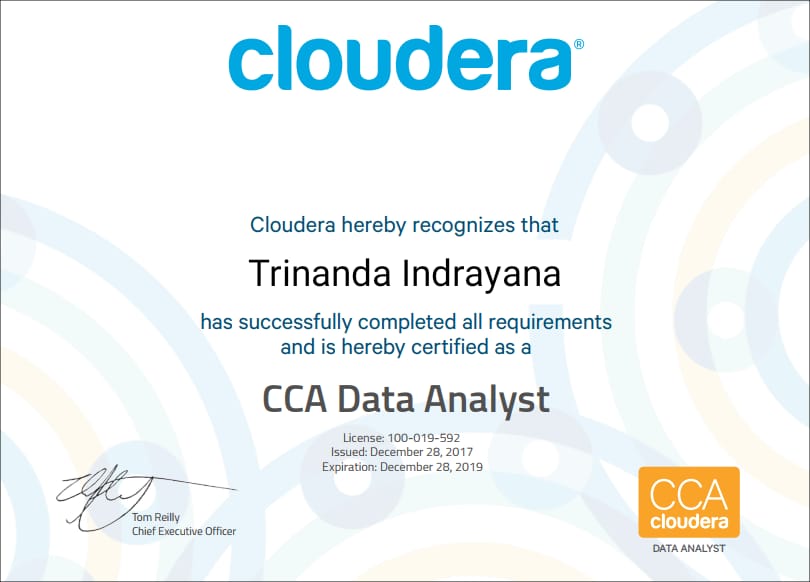 cloudera®
Cloudera hereby recognizes that
Trinanda Indrayana
has successfully completed all requirements
and is hereby certified as a
CCA Data Analyst
License: 100-019-592
Issued: December 28, 2017
Expiration: December 28, 2019
Tom Reilly
Chief Executive Officer
CCA
cloudera
DATA ANALYST